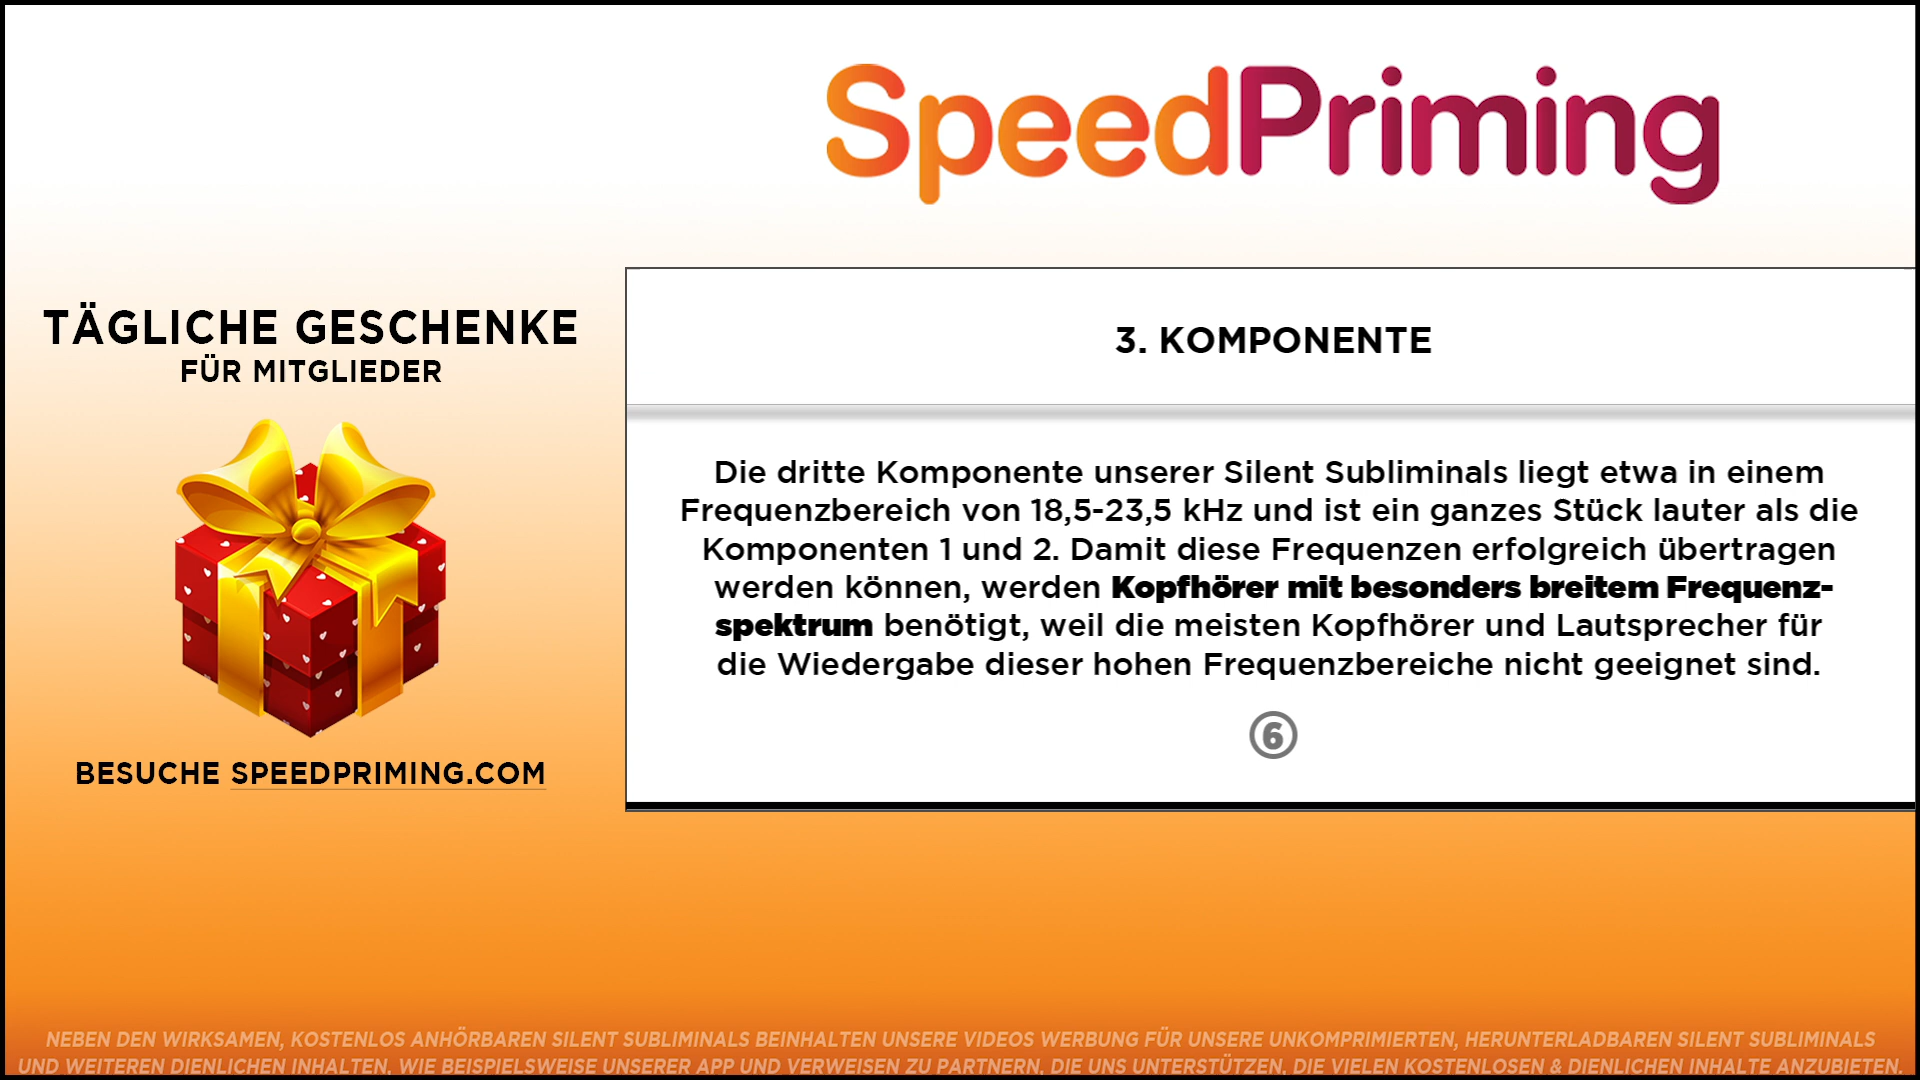 SpeedPriming
TÄGLICHE GESCHENKE
FÜR MITGLIEDER
BESUCHE SPEEDPRIMING.COM
3. KOMPONENTE
Die dritte Komponente unserer Silent Subliminals liegt etwa in einem
Frequenzbereich von 18,5-23,5 kHz und ist ein ganzes Stück lauter als die
Komponenten 1 und 2. Damit diese Frequenzen erfolgreich übertragen
werden können, werden Kopfhörer mit besonders breitem Frequenz-
spektrum benötigt, weil die meisten Kopfhörer und Lautsprecher für
die Wiedergabe dieser hohen Frequenzbereiche nicht geeignet sind.
6
NEBEN DEN WIRKSAMEN, KOSTENLOS ANHÖRBAREN SILENT SUBLIMINALS BEINHALTEN UNSERE VIDEOS WERBUNG FÜR UNSERE UNKOMPRIMIERTEN, HERUNTERLADBAREN SILENT SUBLIMINALS
UND WEITEREN DIENLICHEN INHALTEN, WIE BEISPIELSWEISE UNSERER APP UND VERWEISEN ZU PARTNERN, DIE UNS UNTERSTÜTZEN, DIE VIELEN KOSTENLOSEN & DIENLICHEN INHALTE ANZUBIETEN.